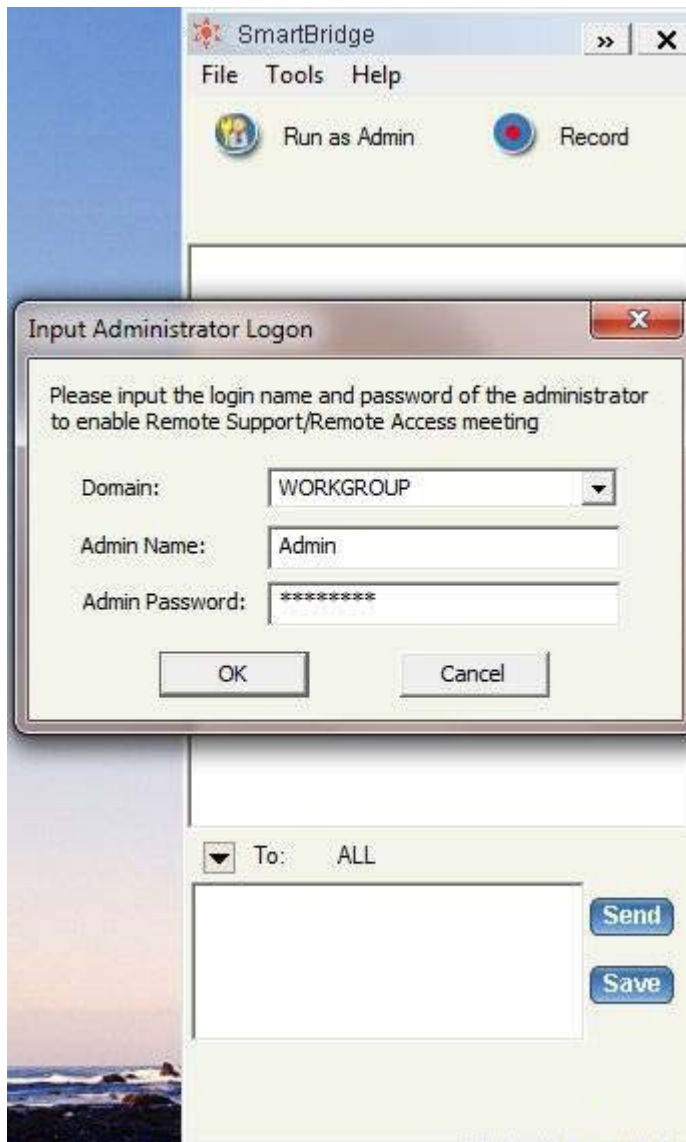 SmartBridge
File Tools Help
Run as Admin Record
Input Administrator Logon
Please input the login name and password of the administrator
to enable Remote Support/Remote Access meeting
Domain: WORKGROUP
Admin Name: Admin
Admin Password: ********
OK Cancel
To: ALL
Send
Save